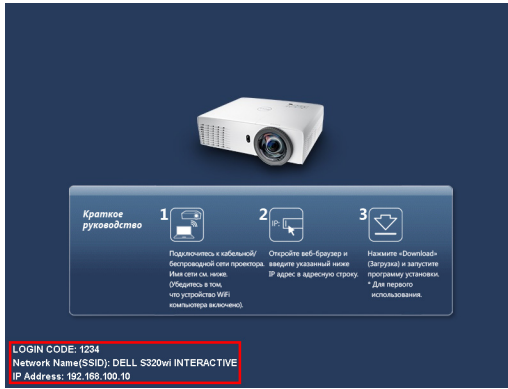 Краткое
руководство
1
2
IP:
3
Подключитесь к кабельной/
беспроводной сети проектора.
Имя сети см. ниже.
(Убедитесь в том,
что устройство WiFi
компьютера включено).
Откройте веб-браузер и
введите указанный ниже
IP адрес в адресную строку.
Нажмите «Download»
(Загрузка) и запустите
программу установки.
* Для первого
использования.
LOGIN CODE: 1234
Network Name(SSID): DELL S320wi INTERACTIVE
IP Address: 192.168.100.10